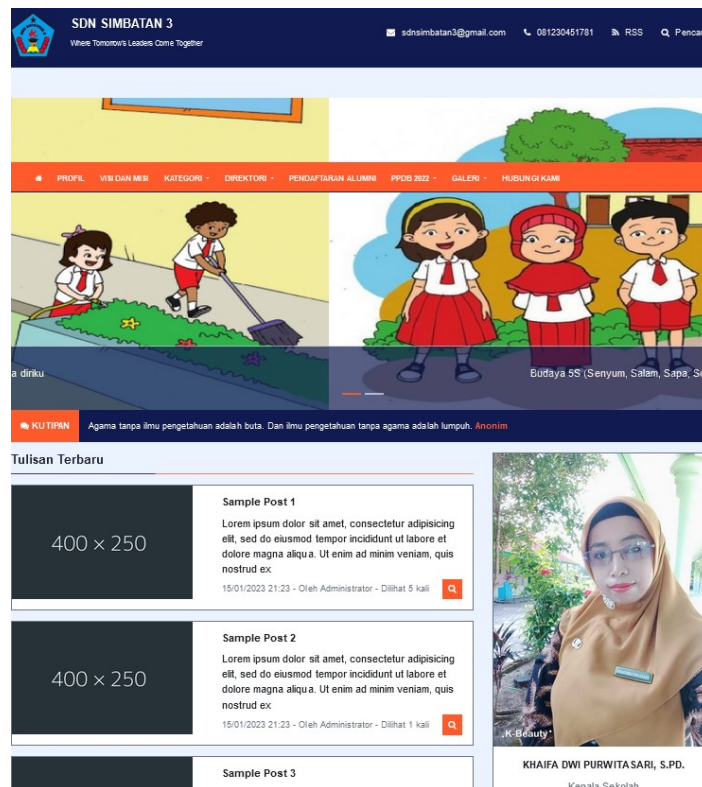 SDN SIMBATAN 3
Where Tomorrow's Leaders Come Together
sdnsimbatan3@gmail.com 081230451781 RSS Pencar
PROFIL VISI DAN MISI KATEGORI DIREKTORI PENDAFTARAN ALUMNI PPDB 2022 GALERI HUBUNGI KAMI
a diriku
Budaya 5S (Senyum, Salam, Sapa, So
KUTIPAN Agama tanpa ilmu pengetahuan adalah buta. Dan ilmu pengetahuan tanpa agama adalah lumpuh. Anonim
Tulisan Terbaru
400 × 250
Sample Post 1
Lorem ipsum dolor sit amet, consectetur adipisicing
elit, sed do eiusmod tempor incididunt ut labore et
dolore magna aliqua. Ut enim ad minim veniam, quis
nostrud ex
15/01/2023 21:23 - Oleh Administrator - Dilihat 5 kali
400 × 250
Sample Post 2
Lorem ipsum dolor sit amet, consectetur adipisicing
elit, sed do eiusmod tempor incididunt ut labore et
dolore magna aliqua. Ut enim ad minim veniam, quis
nostrud ex
15/01/2023 21:23 - Oleh Administrator - Dilihat 1 kali
Sample Post 3
K-Beauty
KHAIFA DWI PURWITASARI, S.PD.
Kepala Sekolah